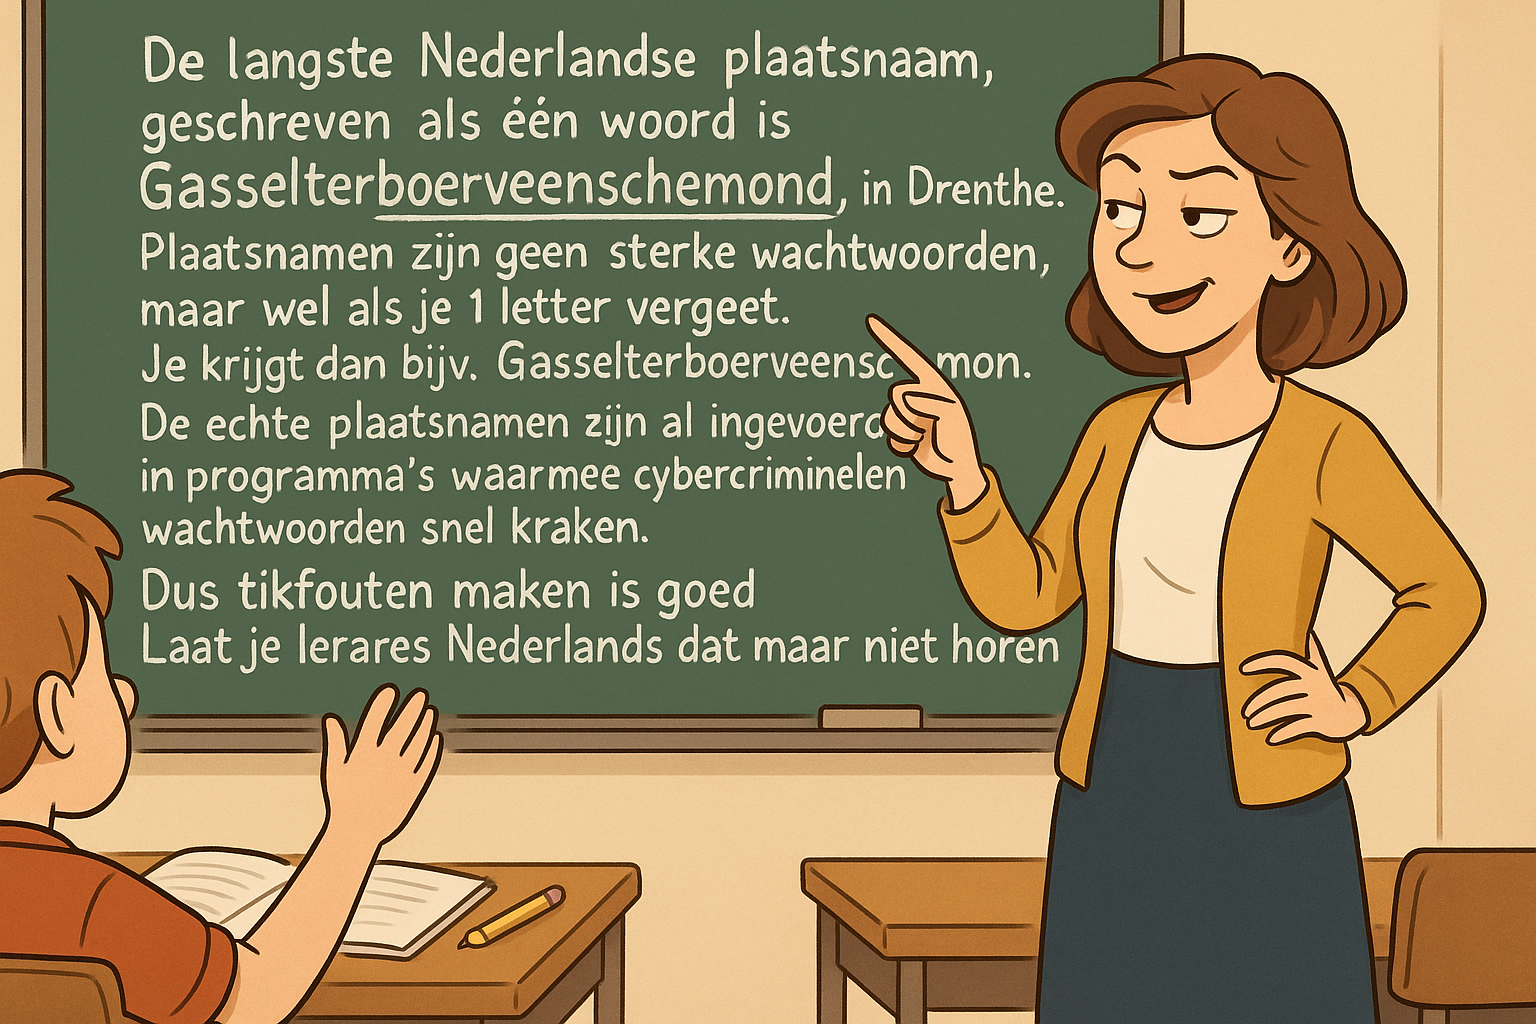 De langste Nederlandse plaatsnaam,
geschreven als één woord is
Gasselterboerveenschemond, in Drenthe.
Plaatsnamen zijn geen sterke wachtwoorden,
maar wel als je 1 letter vergeet.
Je krijgt dan bijv. Gasselterboerveensc mon.
De echte plaatsnamen zijn al ingevoerd
in programma's waarmee cybercriminelen
wachtwoorden snel kraken.
Dus tikfouten maken is goed
Laat je lerares Nederlands dat maar niet horen